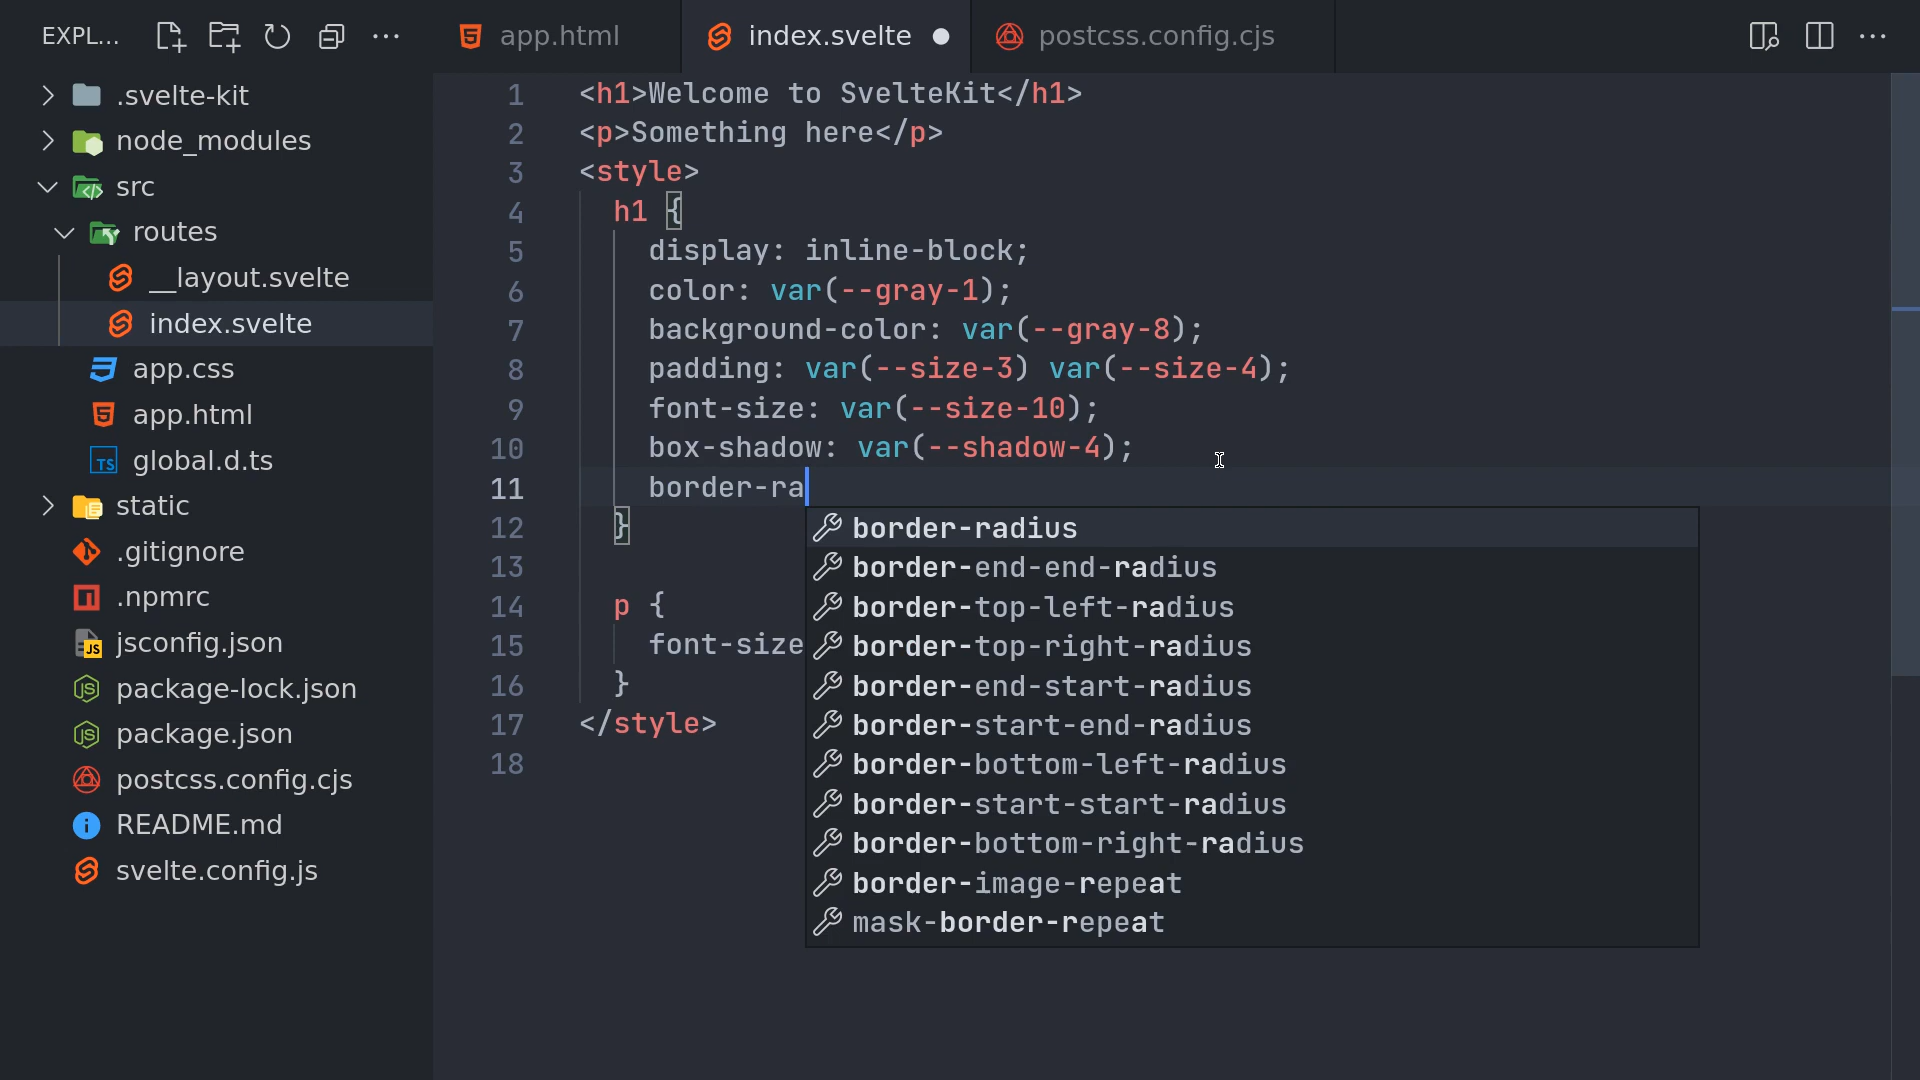 EXPL...
app.html
index.svelte
postcss.config.cjs
.svelte-kit
node_modules
src
routes
__layout.svelte
index.svelte
app.css
app.html
TS global.d.ts
static
.gitignore
.npmrc
JS jsconfig.json
JS package-lock.json
JS package.json
postcss.config.cjs
README.md
svelte.config.js
1 <h1>Welcome to SvelteKit</h1>
2 <p>Something here</p>
3 <style>
4 h1 {
5 display: inline-block;
6 color: var(--gray-1);
7 background-color: var(--gray-8);
8 padding: var(--size-3) var(--size-4);
9 font-size: var(--size-10);
10 box-shadow: var(--shadow-4);
11 border-ra
12 }
13
14 p {
15 font-size
16 }
17 </style>
18
border-radius
border-end-end-radius
border-top-left-radius
border-top-right-radius
border-end-start-radius
border-start-end-radius
border-bottom-left-radius
border-start-start-radius
border-bottom-right-radius
border-image-repeat
mask-border-repeat